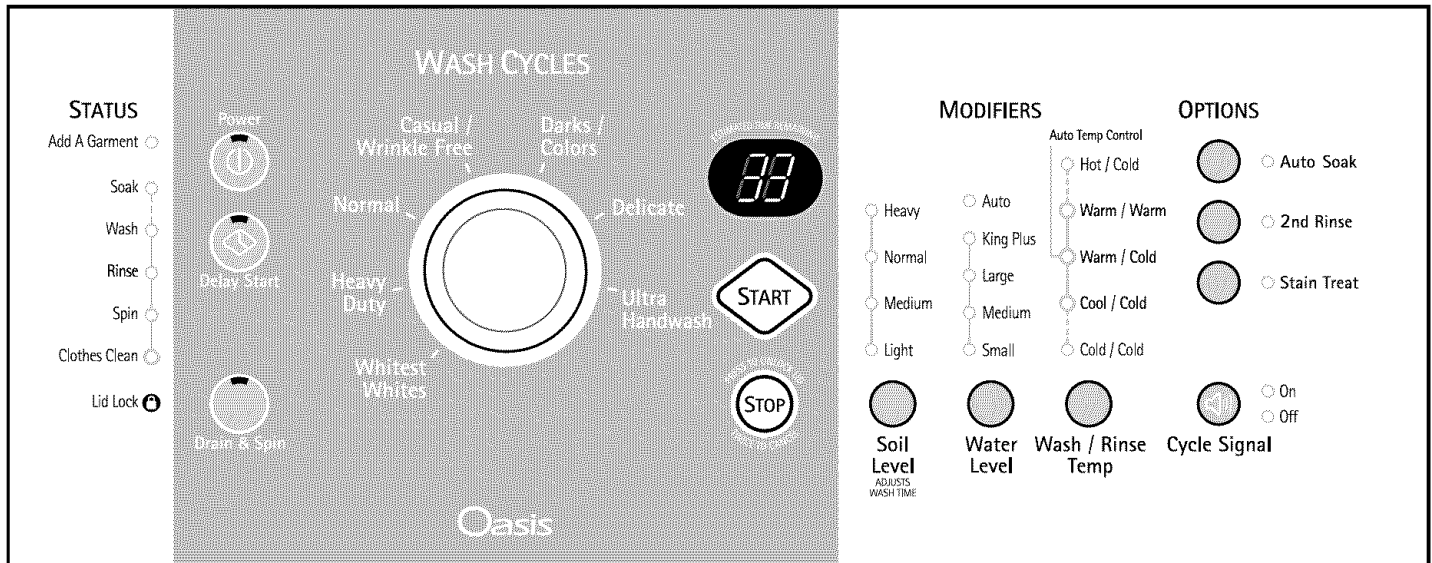 WASH CYCLES
STATUS
Add A Garment
Soak
Wash
Rinse
Spin
Clothes Clean
Lid Lock
Power
Delay Start
Drain & Spin
Casual /
Wrinkle Free
Darks /
Colors
Normal
Delicate
Heavy
Duty
Ultra
Handwash
Whitest
Whites
START
STOP
Oasis
MODIFIERS
Heavy
Normal
Medium
Light
Soil
Level
ADJUSTS
WASH TIME
Auto
King Plus
Large
Medium
Small
Water
Level
Auto Temp Control
Hot / Cold
Warm / Warm
Warm / Cold
Cool / Cold
Cold / Cold
Wash / Rinse
Temp
OPTIONS
Auto Soak
2nd Rinse
Stain Treat
On
Off
Cycle Signal